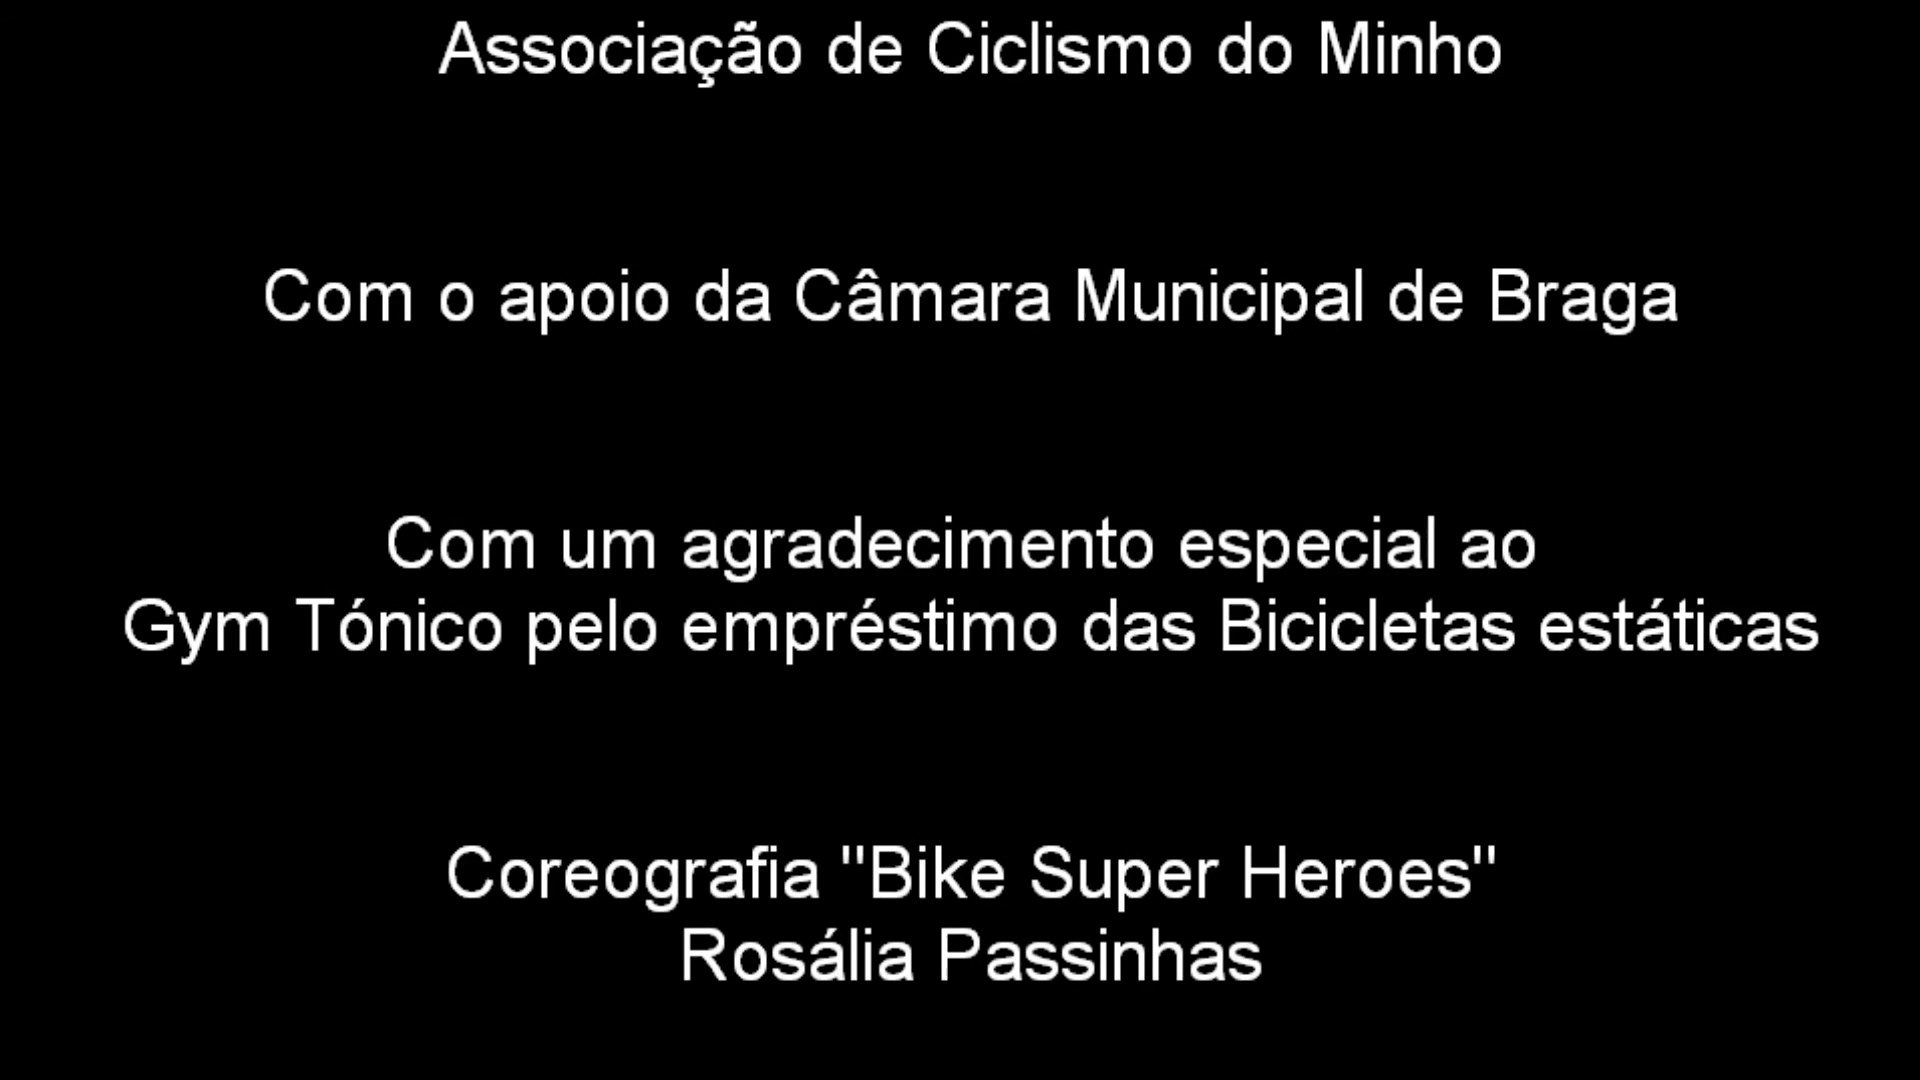 Associação de Ciclismo do Minho
Com o apoio da Câmara Municipal de Braga
Com um agradecimento especial ao
Gym Tónico pelo empréstimo das Bicicletas estáticas
Coreografia "Bike Super Heroes"
Rosália Passinhas